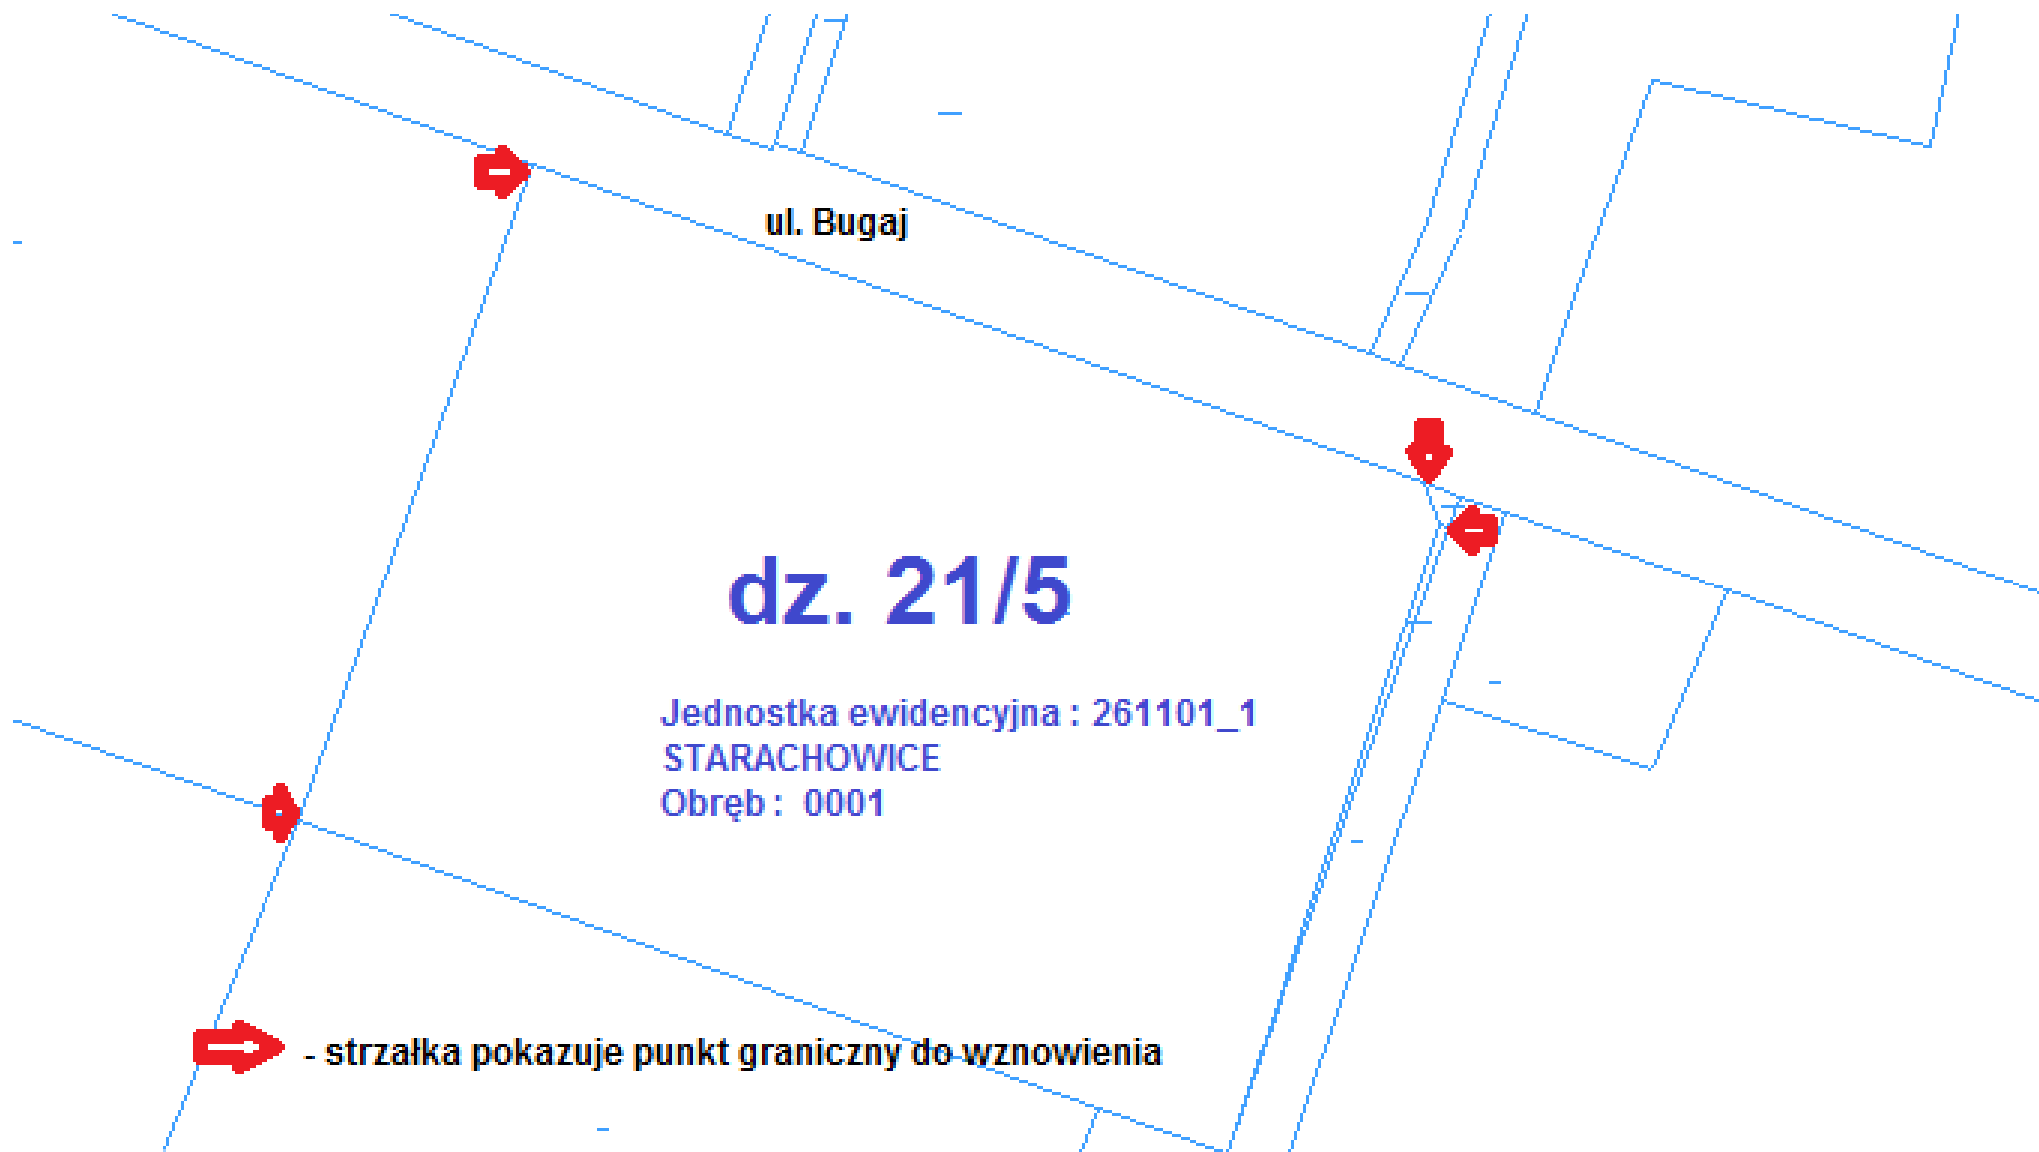 ul. Bugaj
dz. 21/5
Jednostka ewidencyjna : 261101_1
STARACHOWICE
Obręb : 0001
- strzałka pokazuje punkt graniczny do wznowienia